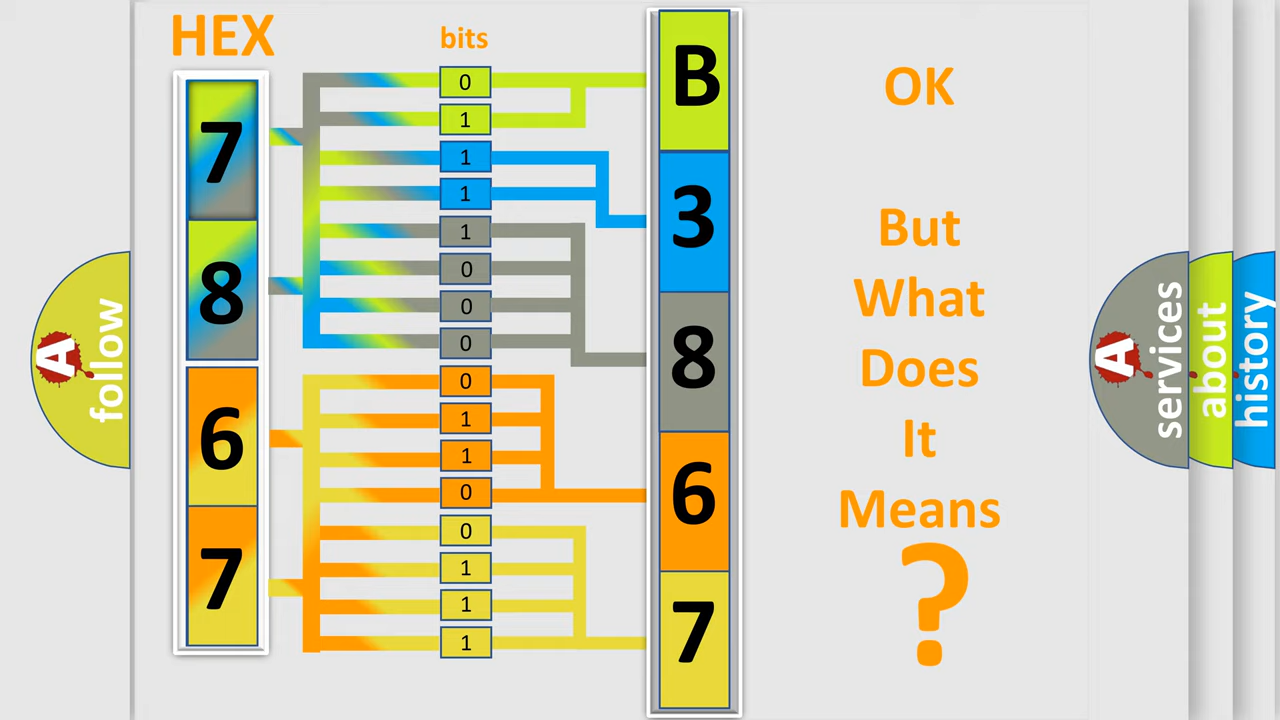 HEX
bits
7
8
6
7
0
1
1
1
1
0
0
0
0
1
1
0
0
1
1
1
B
3
8
6
7
OK
But
What
Does
It
Means
?
A
follow
A
services
about
history